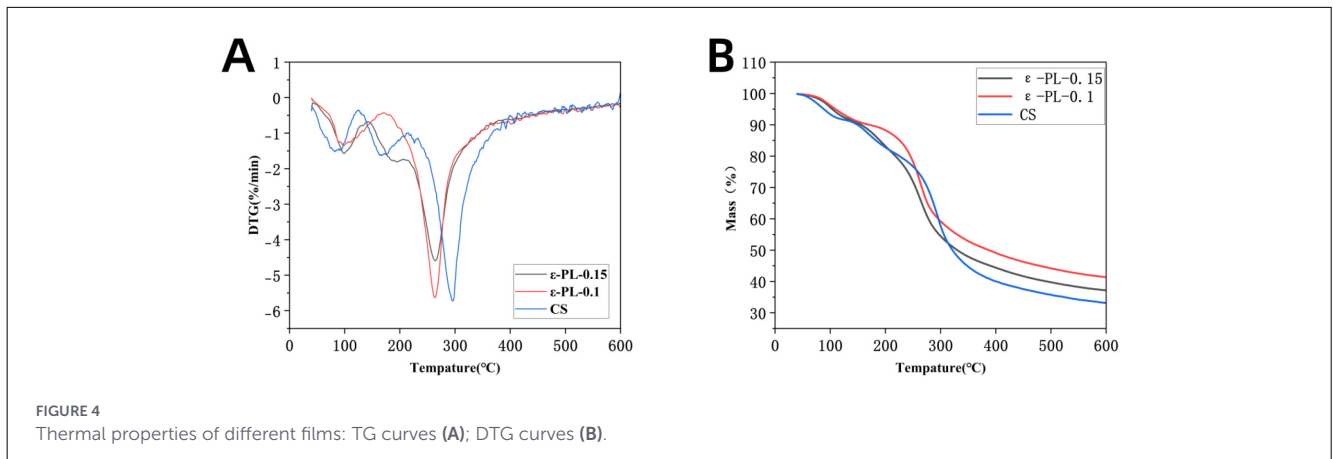 A
DTG(%/min)
1
0
-1
-2
-3
-4
-5
-6
0 100 200 300 400 500 600
Tempature(℃)
ε-PL-0.15
ε-PL-0.1
CS
B
Mass (%)
110
100
90
80
70
60
50
40
30
0 100 200 300 400 500 600
Tempature(℃)
ε-PL-0.15
ε-PL-0.1
CS
FIGURE 4
Thermal properties of different films: TG curves (A); DTG curves (B).